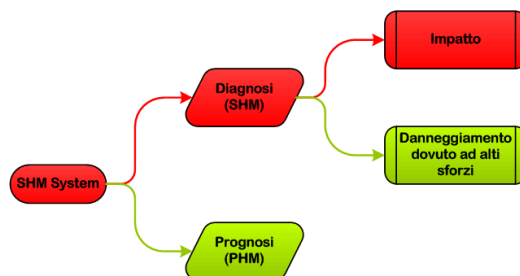 Impatto
Diagnosi
(SHM)
Danneggiamento
dovuto ad alti
sforzi
SHM System
Prognosi
(PHM)